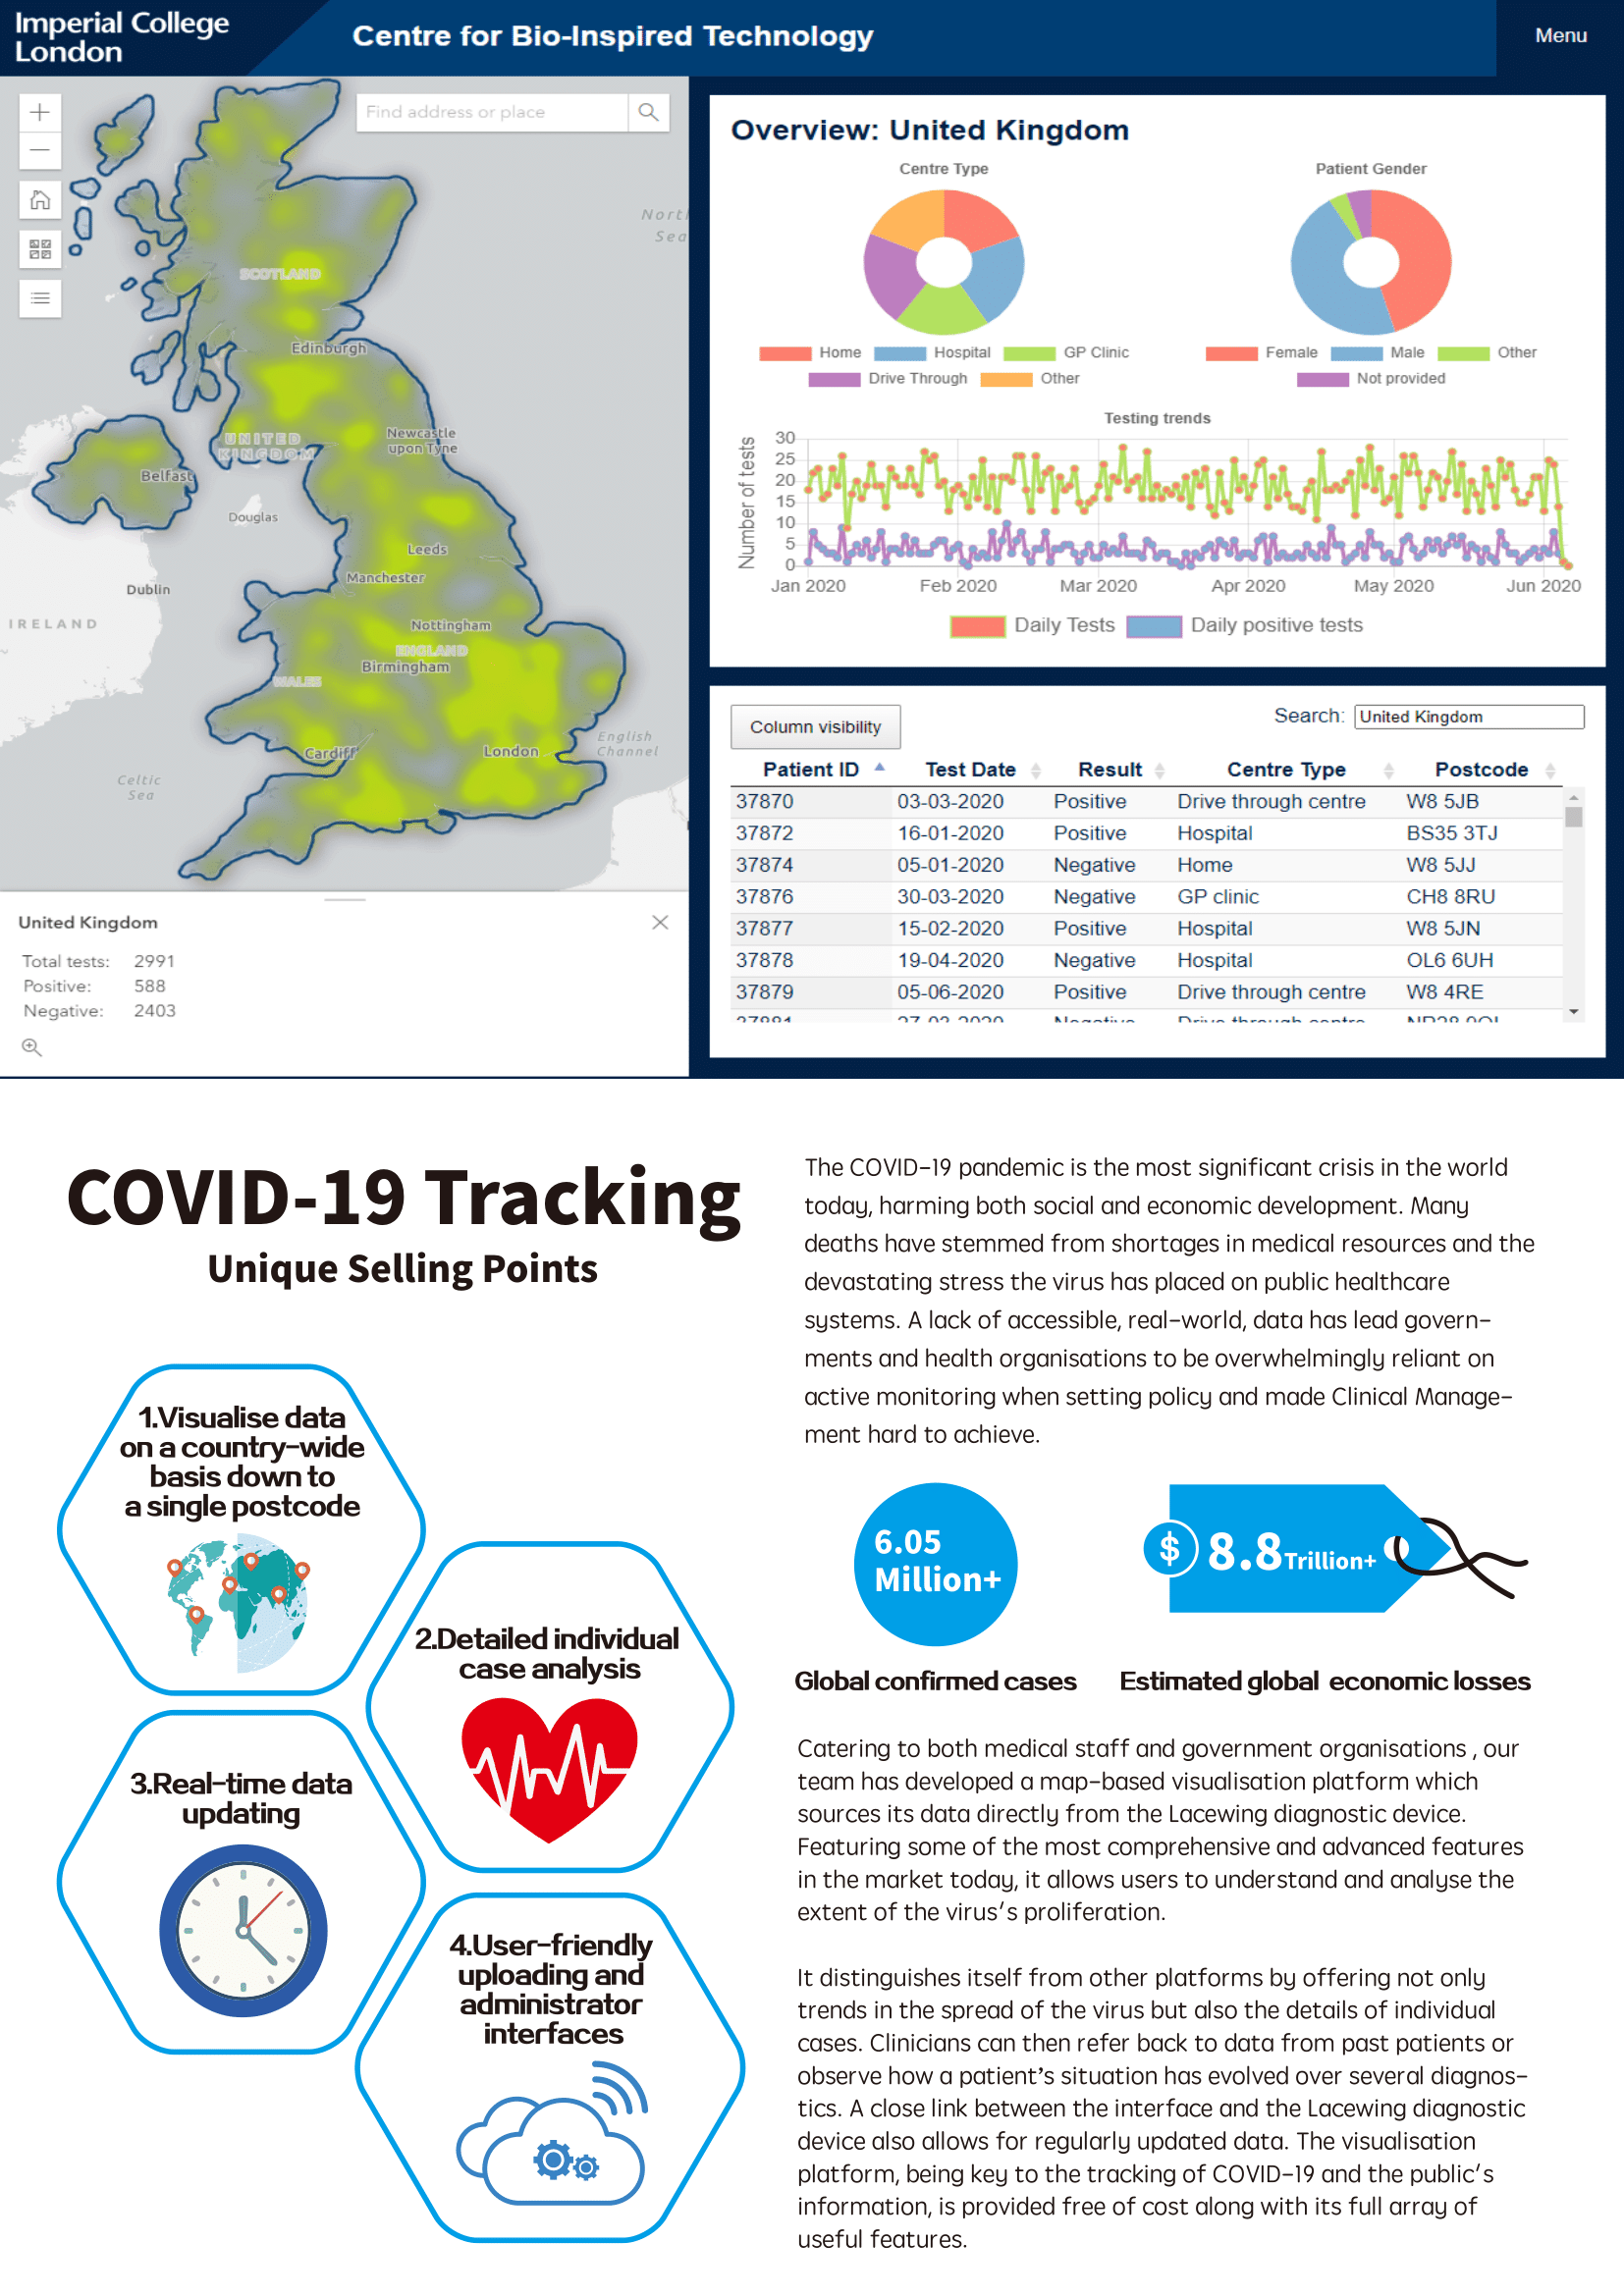 Imperial College
London
Centre for Bio-Inspired Technology
Menu
Find address or place
North
Sea
SCOTLAND
Edinburgh
UNITED
KINGDOM
Newcastle
upon Tyne
Belfast
Douglas
Leeds
Manchester
Dublin
IRELAND
Nottingham
ENGLAND
Birmingham
WALES
Cardiff
London
English
Channel
Celtic
Sea
United Kingdom
Total tests: 2991
Positive: 588
Negative: 2403
Overview: United Kingdom
Centre Type
Home Hospital GP Clinic
Drive Through Other
Patient Gender
Female Male Other
Not provided
Testing trends
Number of tests
30
25
20
15
10
5
0
Jan 2020 Feb 2020 Mar 2020 Apr 2020 May 2020 Jun 2020
Daily Tests Daily positive tests
Column visibility
Search: United Kingdom
Patient ID Test Date Result Centre Type Postcode
37870 03-03-2020 Positive Drive through centre W8 5JB
37872 16-01-2020 Positive Hospital BS35 3TJ
37874 05-01-2020 Negative Home W8 5JJ
37876 30-03-2020 Negative GP clinic CH8 8RU
37877 15-02-2020 Positive Hospital W8 5JN
37878 19-04-2020 Negative Hospital OL6 6UH
37879 05-06-2020 Positive Drive through centre W8 4RE
COVID-19 Tracking
Unique Selling Points
1.Visualise data
on a country-wide
basis down to
a single postcode
2.Detailed individual
case analysis
3.Real-time data
updating
4.User-friendly
uploading and
administrator
interfaces
The COVID-19 pandemic is the most significant crisis in the world
today, harming both social and economic development. Many
deaths have stemmed from shortages in medical resources and the
devastating stress the virus has placed on public healthcare
systems. A lack of accessible, real-world, data has lead govern-
ments and health organisations to be overwhelmingly reliant on
active monitoring when setting policy and made Clinical Manage-
ment hard to achieve.
6.05
Million+
Global confirmed cases
$ 8.8 Trillion+
Estimated global economic losses
Catering to both medical staff and government organisations , our
team has developed a map-based visualisation platform which
sources its data directly from the Lacewing diagnostic device.
Featuring some of the most comprehensive and advanced features
in the market today, it allows users to understand and analyse the
extent of the virus's proliferation.
It distinguishes itself from other platforms by offering not only
trends in the spread of the virus but also the details of individual
cases. Clinicians can then refer back to data from past patients or
observe how a patient's situation has evolved over several diagnos-
tics. A close link between the interface and the Lacewing diagnostic
device also allows for regularly updated data. The visualisation
platform, being key to the tracking of COVID-19 and the public's
information, is provided free of cost along with its full array of
useful features.